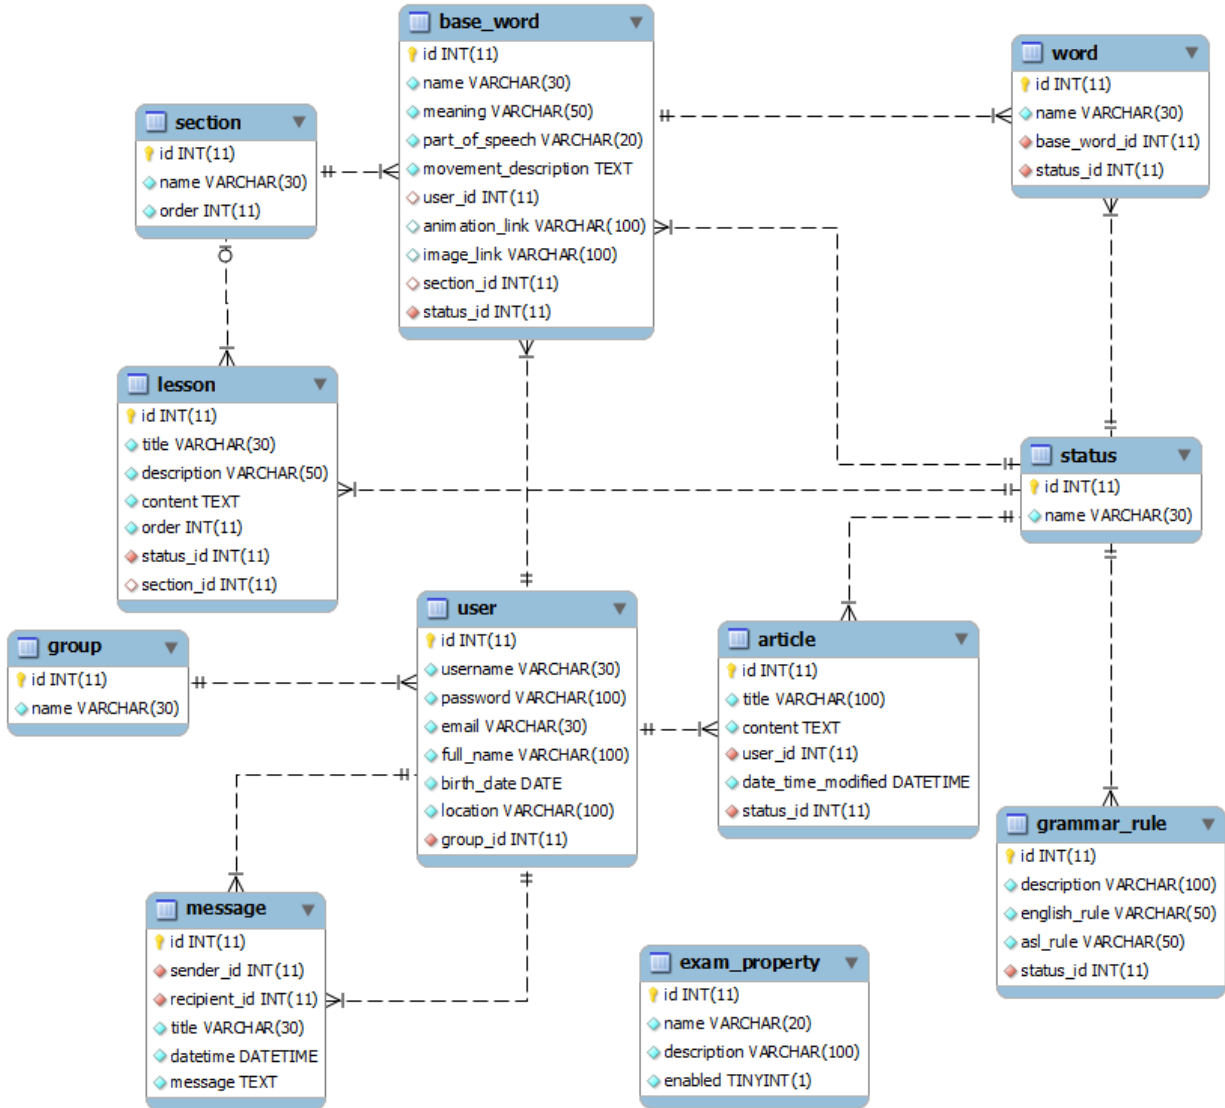 base_word
id INT(11)
name VARCHAR(30)
meaning VARCHAR(50)
part_of_speech VARCHAR(20)
movement_description TEXT
user_id INT(11)
animation_link VARCHAR(100)
image_link VARCHAR(100)
section_id INT(11)
status_id INT(11)
word
id INT(11)
name VARCHAR(30)
base_word_id INT(11)
status_id INT(11)
section
id INT(11)
name VARCHAR(30)
order INT(11)
lesson
id INT(11)
title VARCHAR(30)
description VARCHAR(50)
content TEXT
order INT(11)
status_id INT(11)
section_id INT(11)
status
id INT(11)
name VARCHAR(30)
group
id INT(11)
name VARCHAR(30)
user
id INT(11)
username VARCHAR(30)
password VARCHAR(100)
email VARCHAR(30)
full_name VARCHAR(100)
birth_date DATE
location VARCHAR(100)
group_id INT(11)
article
id INT(11)
title VARCHAR(100)
content TEXT
user_id INT(11)
date_time_modified DATETIME
status_id INT(11)
grammar_rule
id INT(11)
description VARCHAR(100)
english_rule VARCHAR(50)
asl_rule VARCHAR(50)
status_id INT(11)
message
id INT(11)
sender_id INT(11)
recipient_id INT(11)
title VARCHAR(30)
datetime DATETIME
message TEXT
exam_property
id INT(11)
name VARCHAR(20)
description VARCHAR(100)
enabled TINYINT(1)